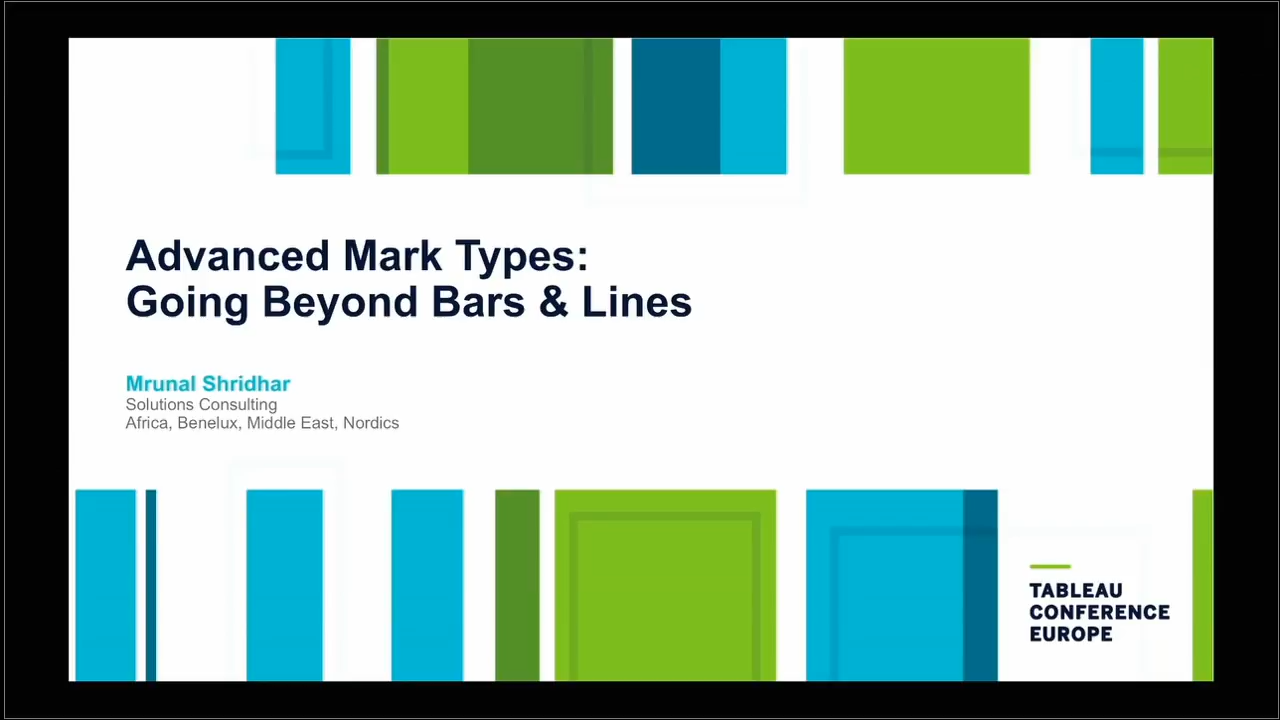 Advanced Mark Types:
Going Beyond Bars & Lines
Mrunal Shridhar
Solutions Consulting
Africa, Benelux, Middle East, Nordics
TABLEAU
CONFERENCE
EUROPE